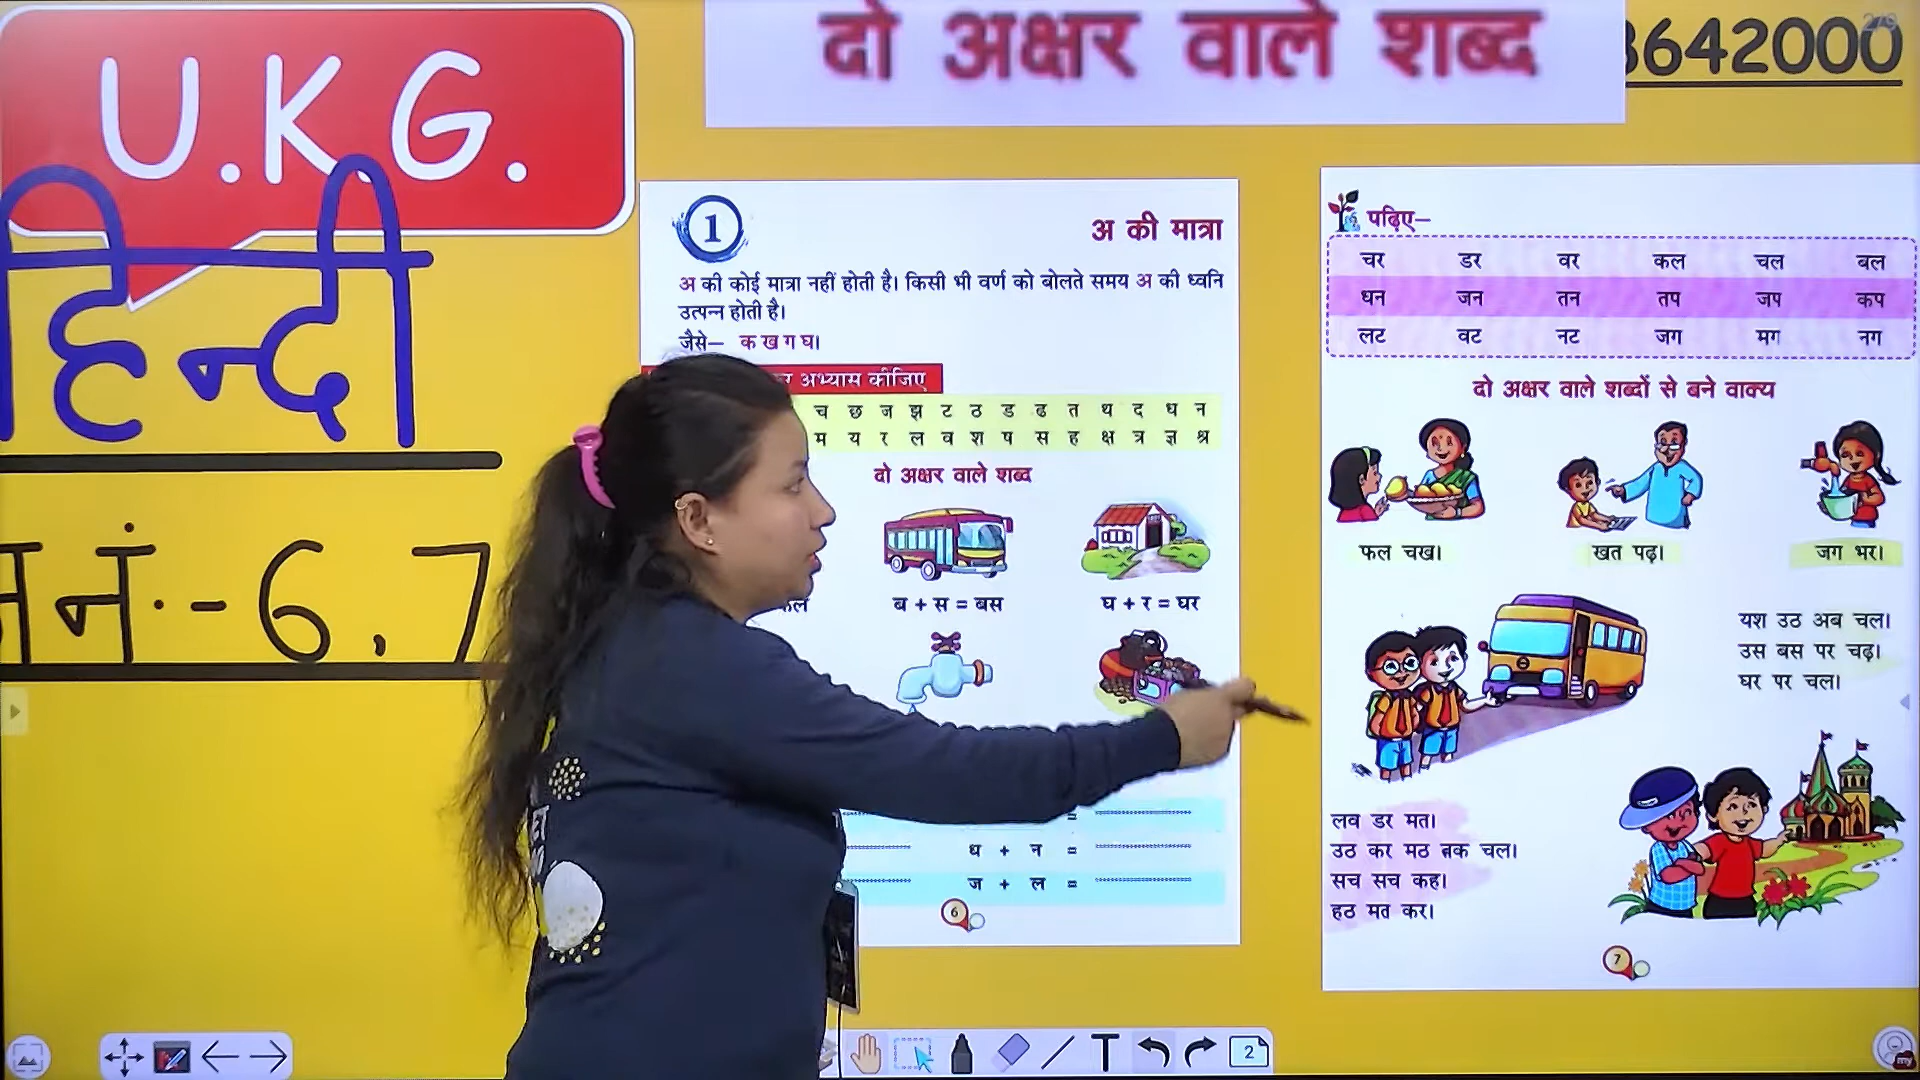 दो अक्षर वाले शब्द
642000
U.K.G.
हिन्दी
नं.-6,7
1
अ की मात्रा
अ की कोई मात्रा नहीं होती है। किसी भी वर्ण को बोलते समय अ की ध्वनि
उत्पन्न होती है।
जैसे— क ख ग घ।
अभ्यास कीजिए
च छ ज झ ट ठ ड ढ त थ द ध न
म य र ल व श ष स ह क्ष त्र ज्ञ श्र
दो अक्षर वाले शब्द
ब + स = बस
घ + र = घर
=
ध + न =
ज + ल =
6
पढ़िए—
चर डर वर कल चल बल
धन जन तन तप जप कप
लट वट नट जग मग नग
दो अक्षर वाले शब्दों से बने वाक्य
फल चख।
खत पढ़।
जग भर।
यश उठ अब चल।
उस बस पर चढ़।
घर पर चल।
लव डर मत।
उठ कर मठ तक चल।
सच सच कह।
हठ मत कर।
7
T
2